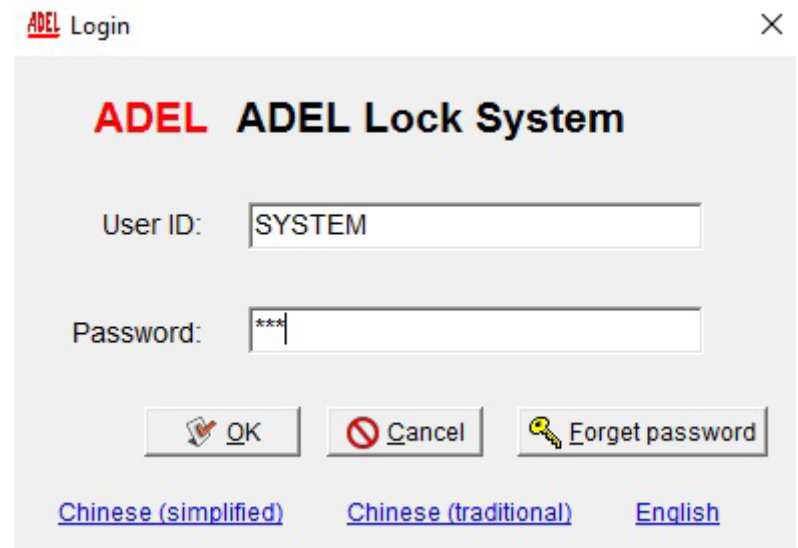 ADEL Login
ADEL ADEL Lock System
User ID: SYSTEM
Password: ***
OK Cancel Forget password
Chinese (simplified) Chinese (traditional) English